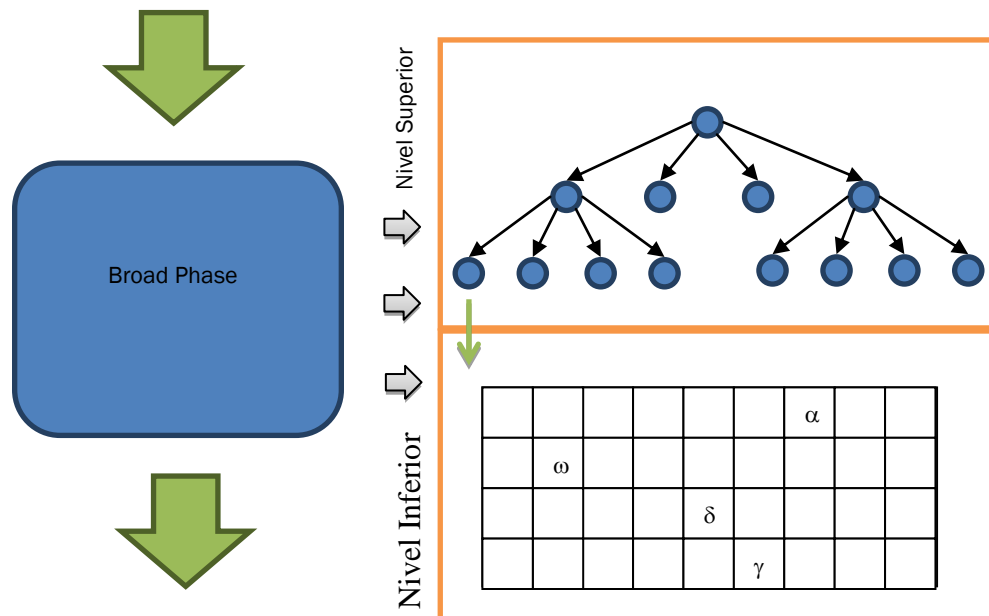 Broad Phase
Nivel Superior
Nivel Inferior
α
ω
δ
γ